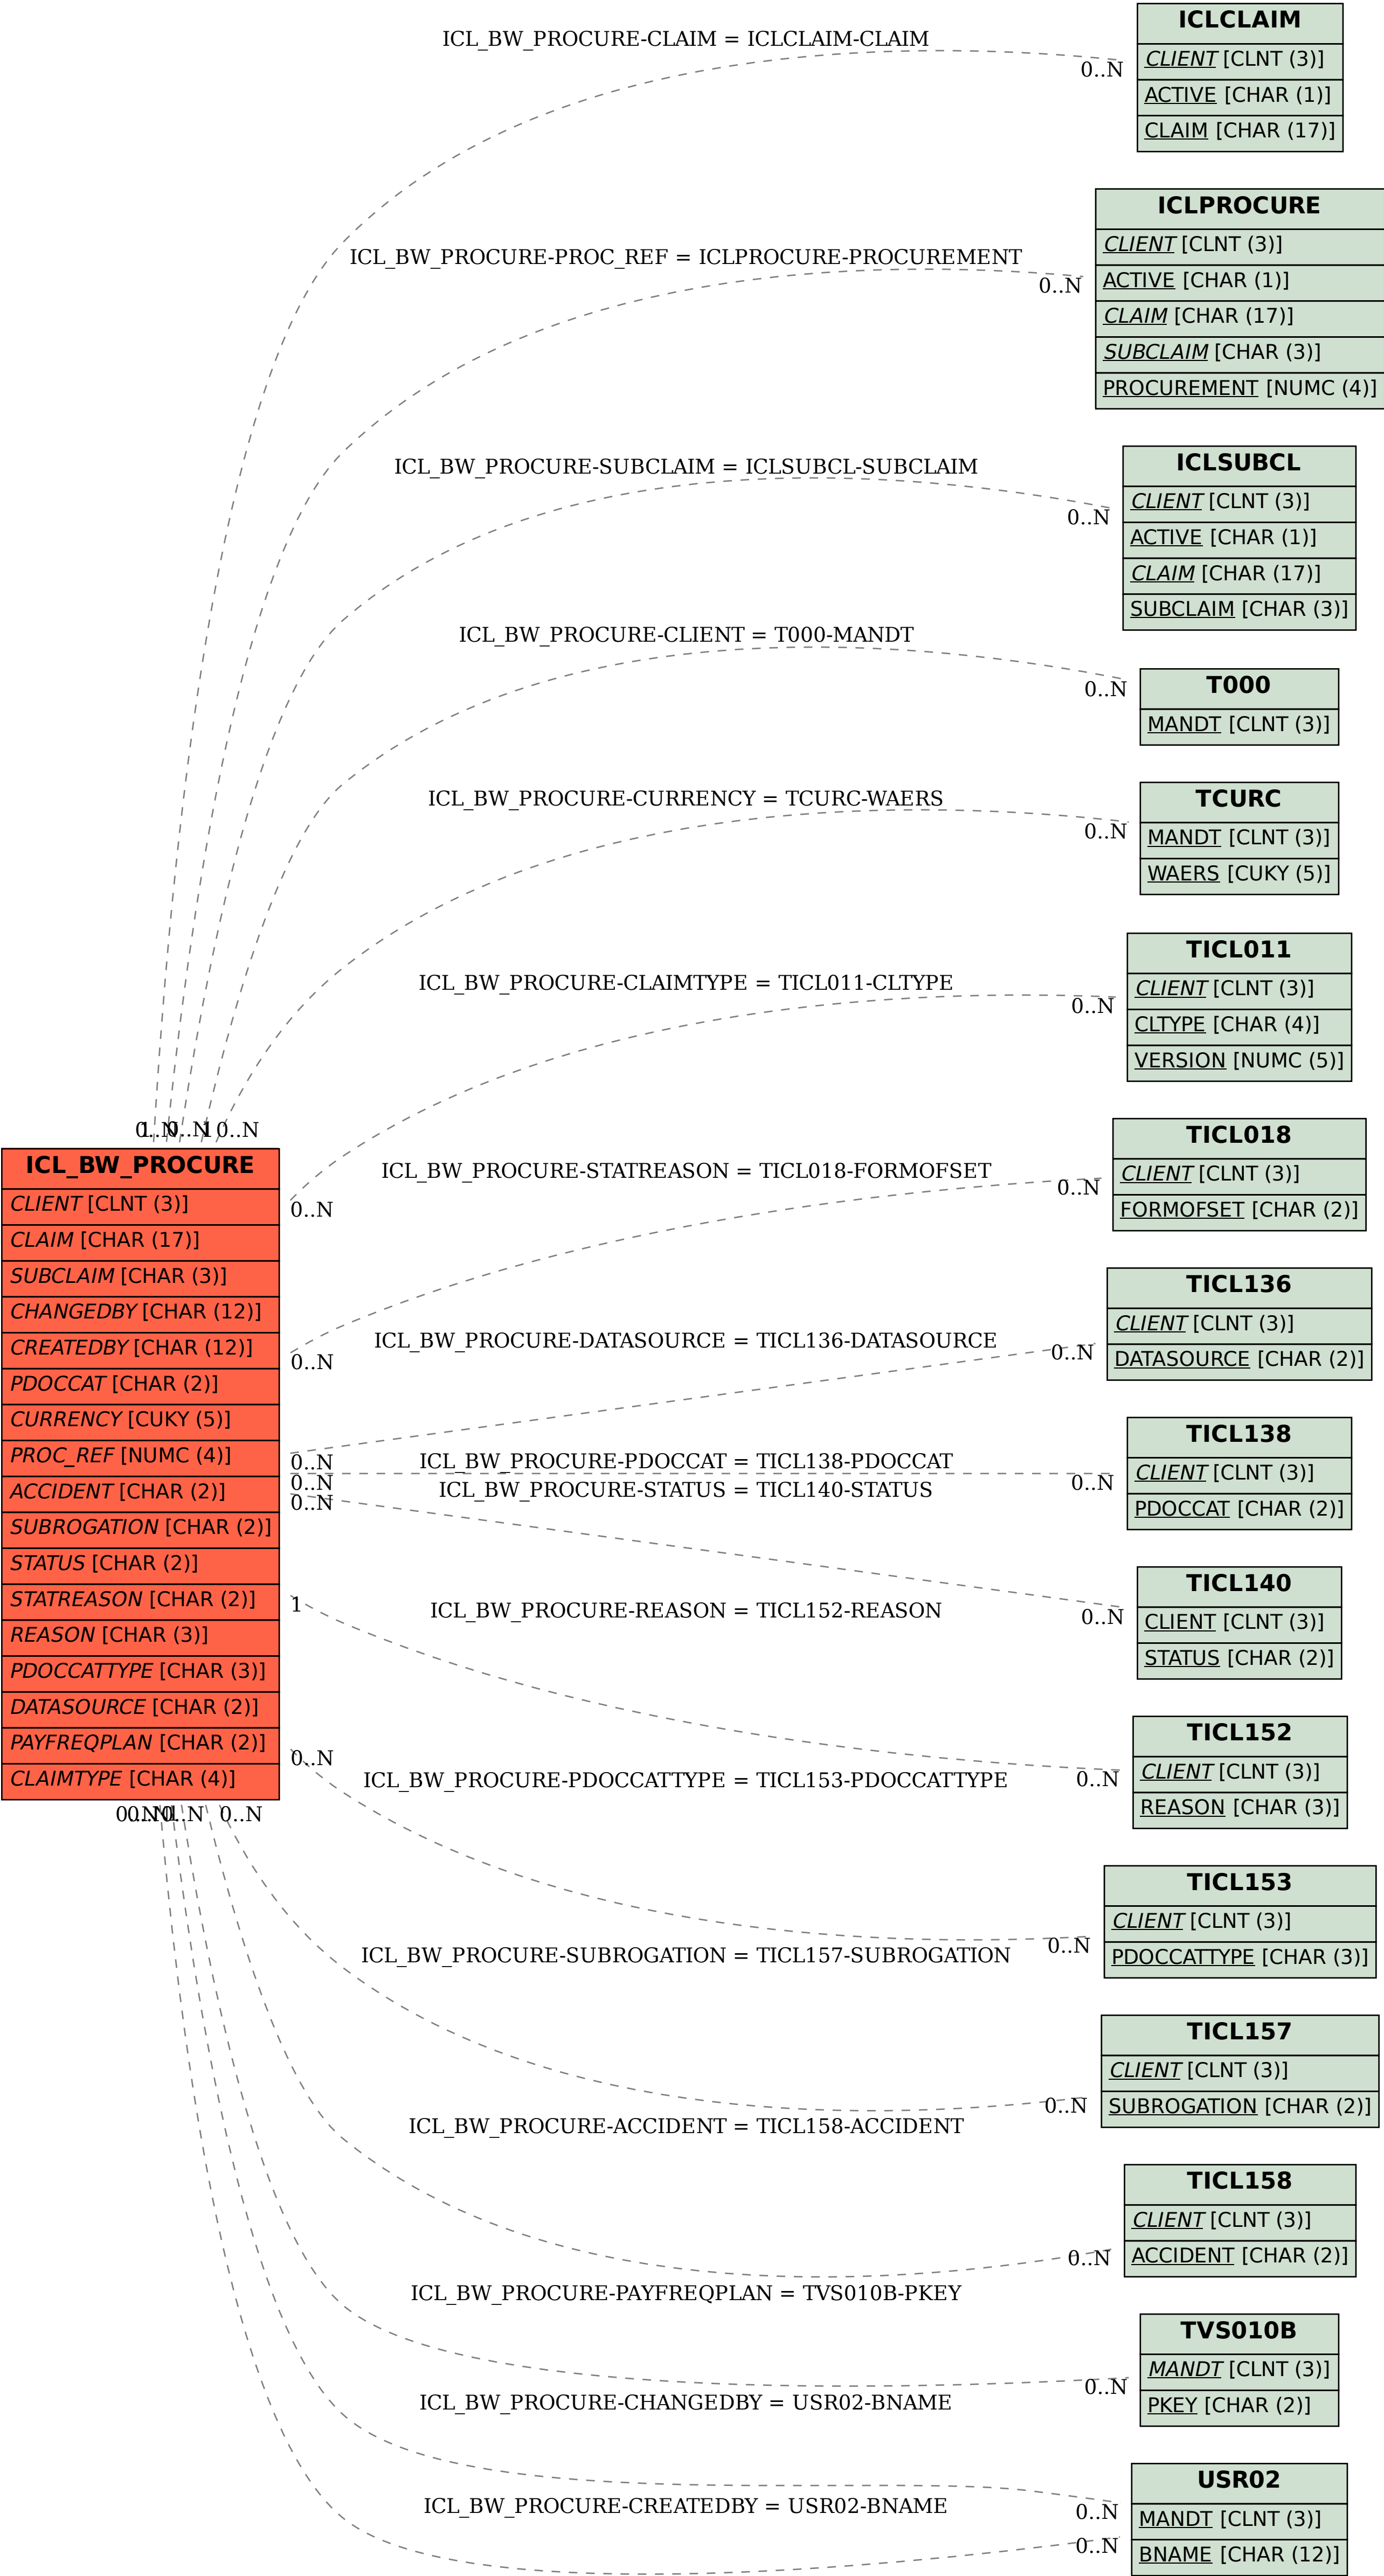 ICLCLAIM
ICL_BW_PROCURE-CLAIM = ICLCLAIM-CLAIM
CLIENT [CLNT (3)]
0..N
ACTIVE [CHAR (1)]
CLAIM [CHAR (17)]
ICLPROCURE
CLIENT [CLNT (3)]
ICL_BW_PROCURE-PROC_REF = ICLPROCURE-PROCUREMENT
ACTIVE [CHAR (1)]
0..N
CLAIM [CHAR (17)]
SUBCLAIM [CHAR (3)]
PROCUREMENT [NUMC (4)]
ICLSUBCL
ICL_BW_PROCURE-SUBCLAIM = ICLSUBCL-SUBCLAIM
CLIENT [CLNT (3)]
0..N
ACTIVE [CHAR (1)]
CLAIM [CHAR (17)]
SUBCLAIM [CHAR (3)]
ICL_BW_PROCURE-CLIENT = T000-MANDT
T000
0..N
MANDT [CLNT (3)]
ICL_BW_PROCURE-CURRENCY = TCURC-WAERS
TCURC
0..N
MANDT [CLNT (3)]
WAERS [CUKY (5)]
TICL011
ICL_BW_PROCURE-CLAIMTYPE = TICL011-CLTYPE
CLIENT [CLNT (3)]
0..N
CLTYPE [CHAR (4)]
VERSION [NUMC (5)]
0..N
1
0..N
1
0..N
ICL_BW_PROCURE
CLIENT [CLNT (3)]
CLAIM [CHAR (17)]
SUBCLAIM [CHAR (3)]
CHANGEDBY [CHAR (12)]
CREATEDBY [CHAR (12)]
PDOCCAT [CHAR (2)]
CURRENCY [CUKY (5)]
PROC_REF [NUMC (4)]
ACCIDENT [CHAR (2)]
SUBROGATION [CHAR (2)]
STATUS [CHAR (2)]
STATREASON [CHAR (2)]
REASON [CHAR (3)]
PDOCCATTYPE [CHAR (3)]
DATASOURCE [CHAR (2)]
PAYFREQPLAN [CHAR (2)]
CLAIMTYPE [CHAR (4)]
0..N
0..N
0..N
0..N
0..N
1
0..N
TICL018
ICL_BW_PROCURE-STATREASON = TICL018-FORMOFSET
CLIENT [CLNT (3)]
0..N
FORMOFSET [CHAR (2)]
TICL136
CLIENT [CLNT (3)]
ICL_BW_PROCURE-DATASOURCE = TICL136-DATASOURCE
0..N
DATASOURCE [CHAR (2)]
TICL138
ICL_BW_PROCURE-PDOCCAT = TICL138-PDOCCAT
CLIENT [CLNT (3)]
0..N
ICL_BW_PROCURE-STATUS = TICL140-STATUS
PDOCCAT [CHAR (2)]
TICL140
ICL_BW_PROCURE-REASON = TICL152-REASON
0..N
CLIENT [CLNT (3)]
STATUS [CHAR (2)]
TICL152
CLIENT [CLNT (3)]
ICL_BW_PROCURE-PDOCCATTYPE = TICL153-PDOCCATTYPE
0..N
REASON [CHAR (3)]
0..N
0..N
0..N
TICL153
CLIENT [CLNT (3)]
0..N
ICL_BW_PROCURE-SUBROGATION = TICL157-SUBROGATION
PDOCCATTYPE [CHAR (3)]
TICL157
CLIENT [CLNT (3)]
0..N
SUBROGATION [CHAR (2)]
ICL_BW_PROCURE-ACCIDENT = TICL158-ACCIDENT
TICL158
CLIENT [CLNT (3)]
0..N
ACCIDENT [CHAR (2)]
ICL_BW_PROCURE-PAYFREQPLAN = TVS010B-PKEY
TVS010B
MANDT [CLNT (3)]
0..N
ICL_BW_PROCURE-CHANGEDBY = USR02-BNAME
PKEY [CHAR (2)]
USR02
ICL_BW_PROCURE-CREATEDBY = USR02-BNAME
0..N
MANDT [CLNT (3)]
0..N
BNAME [CHAR (12)]